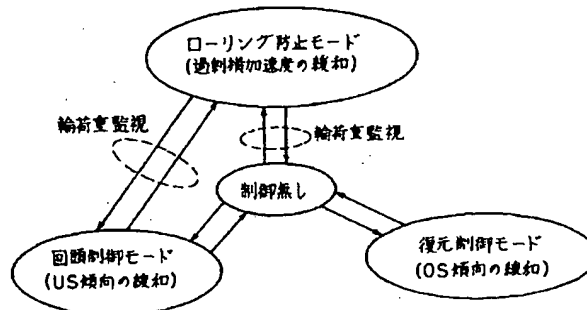 ローリング防止モード
(過剰横加速度の緩和)
輪荷重監視
輪荷重監視
制御無し
回頭制御モード
(US傾向の緩和)
復元制御モード
(OS傾向の緩和)